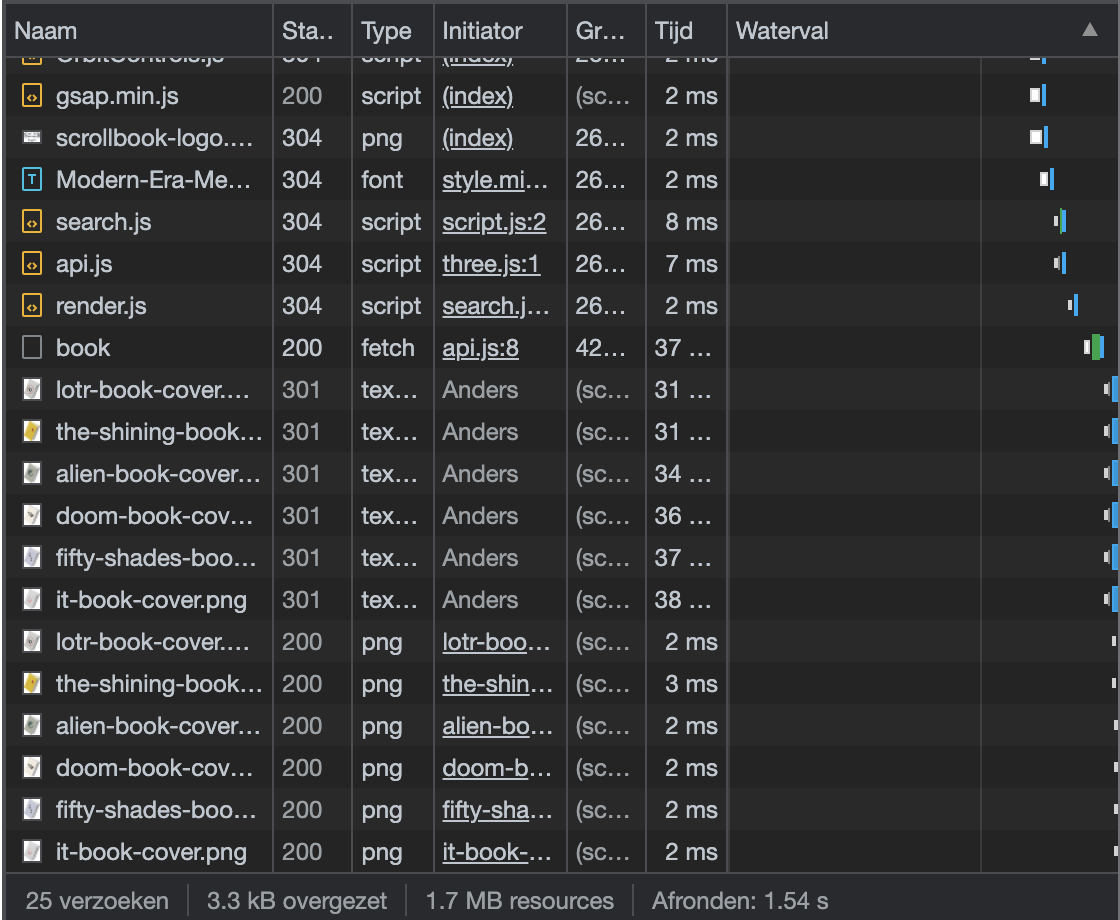 Naam Sta.. Type Initiator Gr... Tijd Waterval
OrbitControls.js 304 script (index) 26... 2 ms
gsap.min.js 200 script (index) (sc... 2 ms
scrollbook-logo.... 304 png (index) 26... 2 ms
Modern-Era-Me... 304 font style.mi... 26... 2 ms
search.js 304 script script.js:2 26... 8 ms
api.js 304 script three.js:1 26... 7 ms
render.js 304 script search.j... 26... 2 ms
book 200 fetch api.js:8 42... 37 ...
lotr-book-cover.... 301 tex... Anders (sc... 31 ...
the-shining-book... 301 tex... Anders (sc... 31 ...
alien-book-cover... 301 tex... Anders (sc... 34 ...
doom-book-cov... 301 tex... Anders (sc... 36 ...
fifty-shades-boo... 301 tex... Anders (sc... 37 ...
it-book-cover.png 301 tex... Anders (sc... 38 ...
lotr-book-cover.... 200 png lotr-boo... (sc... 2 ms
the-shining-book... 200 png the-shin... (sc... 3 ms
alien-book-cover... 200 png alien-bo... (sc... 2 ms
doom-book-cov... 200 png doom-b... (sc... 2 ms
fifty-shades-boo... 200 png fifty-sha... (sc... 2 ms
it-book-cover.png 200 png it-book-... (sc... 2 ms
25 verzoeken 3.3 kB overgezet 1.7 MB resources Afronden: 1.54 s